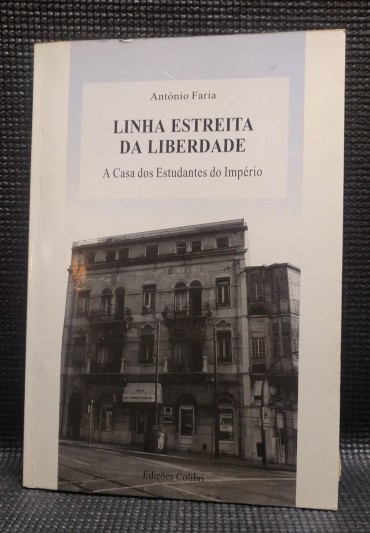 António Faria
LINHA ESTREITA
DA LIBERDADE
A Casa dos Estudantes do Império
Edições Colibri